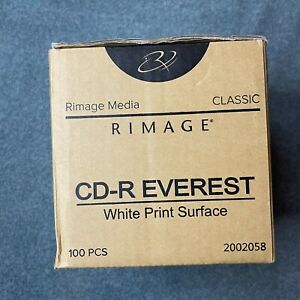 Rimage Media CLASSIC
RIMAGE®
CD-R EVEREST
White Print Surface
100 PCS 2002058